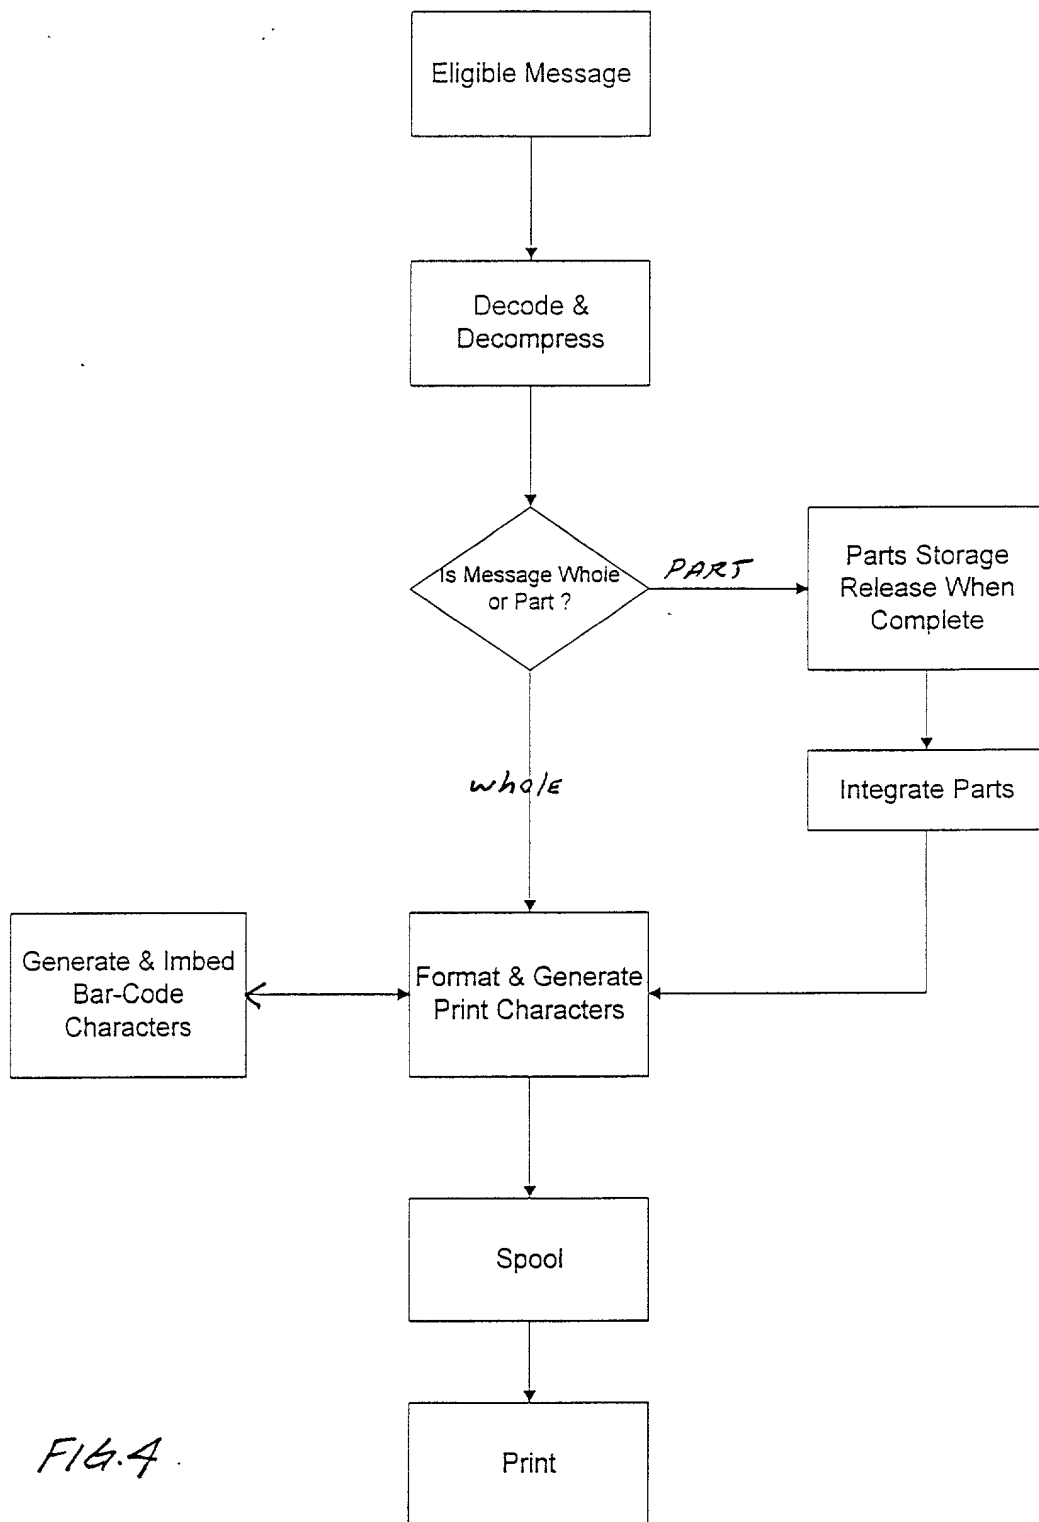 Eligible Message
Decode &
Decompress
Is Message Whole
or Part ?
PART
Parts Storage
Release When
Complete
whole
Integrate Parts
Generate & Imbed
Bar-Code
Characters
Format & Generate
Print Characters
Spool
Print
FIG.4